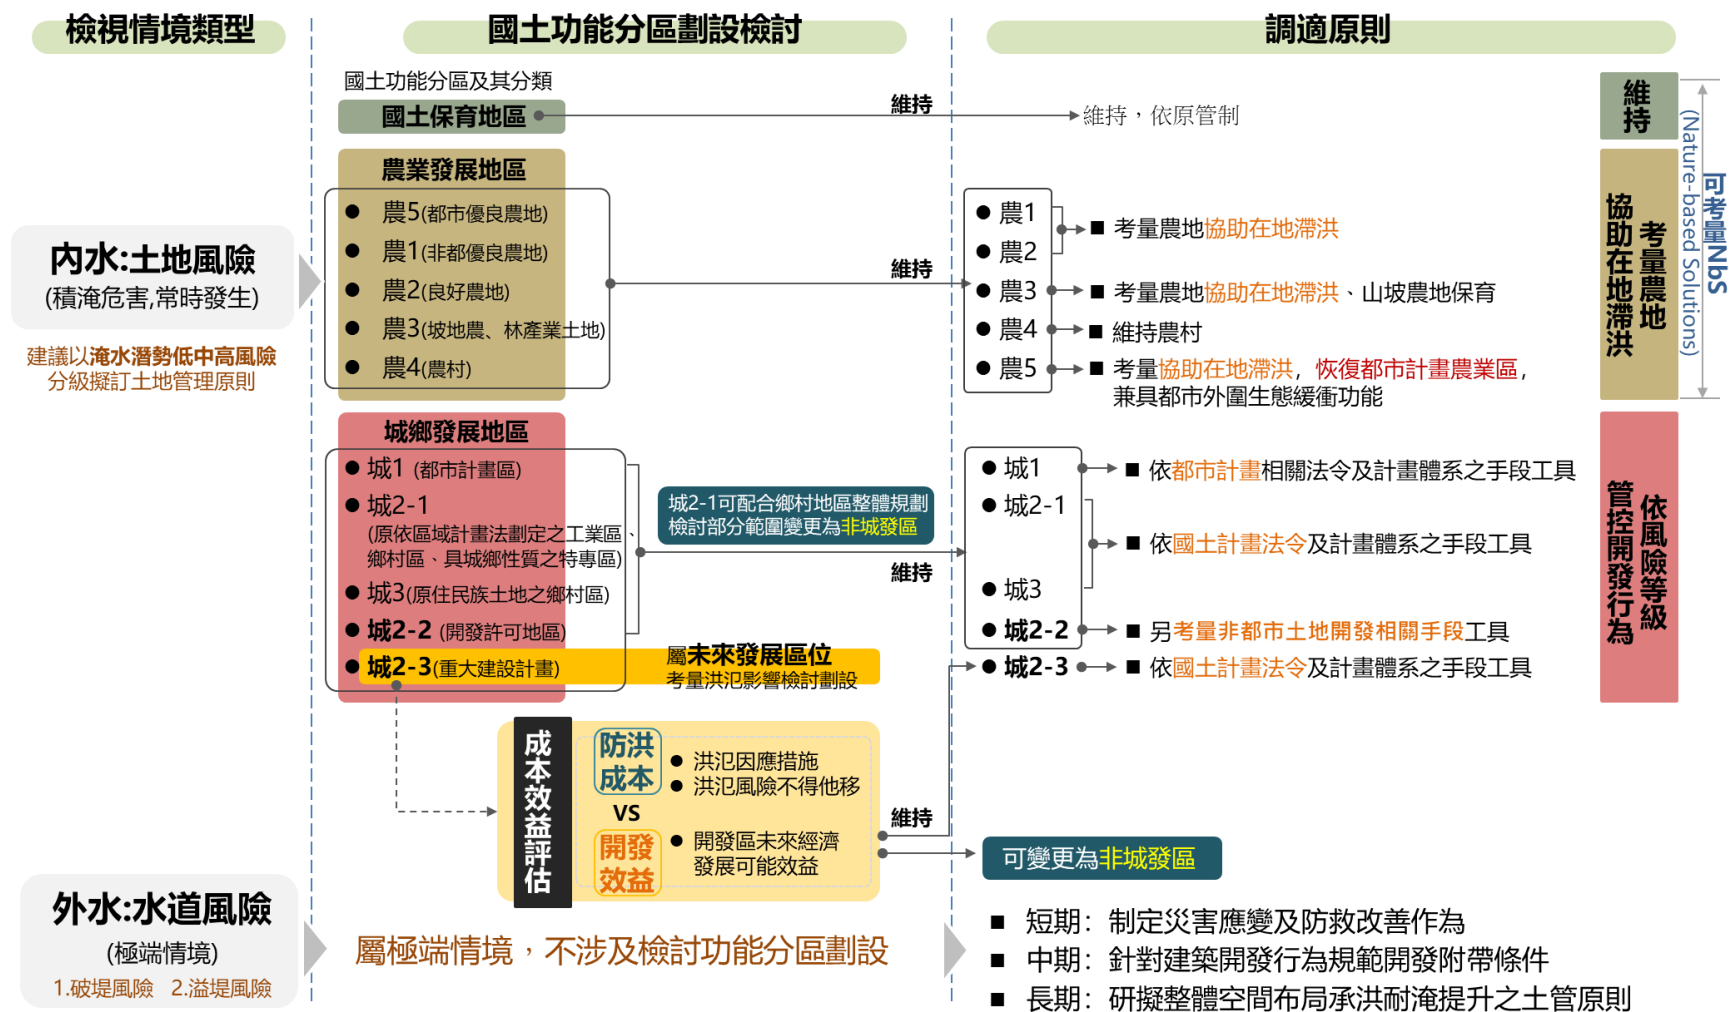 檢視情境類型
國土功能分區劃設檢討
調適原則
國土功能分區及其分類
國土保育地區
維持
維持，依原管制
維持
農業發展地區
農5(都市優良農地)
農1(非都優良農地)
農2(良好農地)
農3(坡地農、林產業土地)
農4(農村)
維持
農1
農2
農3
農4
農5
考量農地協助在地滯洪
考量農地協助在地滯洪、山坡農地保育
維持農村
考量協助在地滯洪，恢復都市計畫農業區，
兼具都市外圍生態緩衝功能
考量農地
協助在地滯洪
可考量NbS
(Nature-based Solutions)
內水:土地風險
(積淹危害,常時發生)
建議以淹水潛勢低中高風險
分級擬訂土地管理原則
城鄉發展地區
城1 (都市計畫區)
城2-1
(原依區域計畫法劃定之工業區、
鄉村區、具城鄉性質之特專區)
城3(原住民族土地之鄉村區)
城2-2 (開發許可地區)
城2-3(重大建設計畫)
屬未來發展區位
考量洪氾影響檢討劃設
城2-1可配合鄉村地區整體規劃
檢討部分範圍變更為非城發區
維持
城1
城2-1
城3
城2-2
城2-3
依都市計畫相關法令及計畫體系之手段工具
依國土計畫法令及計畫體系之手段工具
另考量非都市土地開發相關手段工具
依國土計畫法令及計畫體系之手段工具
依風險等級
管控開發行為
成本效益評估
防洪
成本
VS
開發
效益
洪氾因應措施
洪氾風險不得他移
開發區未來經濟
發展可能效益
維持
可變更為非城發區
外水:水道風險
(極端情境)
1.破堤風險 2.溢堤風險
屬極端情境，不涉及檢討功能分區劃設
短期：制定災害應變及防救改善作為
中期：針對建築開發行為規範開發附帶條件
長期：研擬整體空間布局承洪耐淹提升之土管原則